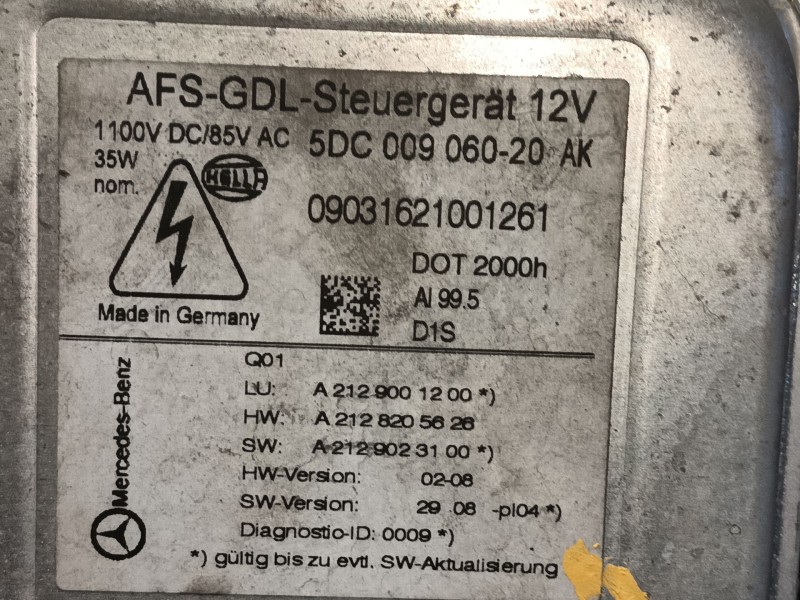 AFS-GDL-Steuergerät 12V
1100V DC/85V AC 5DC 009 060-20 AK
35W
nom.
HELLA
09031621001261
DOT 2000h
Al 99.5
D1S
Made in Germany
Mercedes-Benz
Q01
LU: A 212 900 12 00 *)
HW: A 212 820 56 26
SW: A 212 902 31 00 *)
HW-Version: 02-08
SW-Version: 29 08 -pl04 *)
Diagnostic-ID: 0009 *)
*) gültig bis zu evtl. SW-Aktualisierung